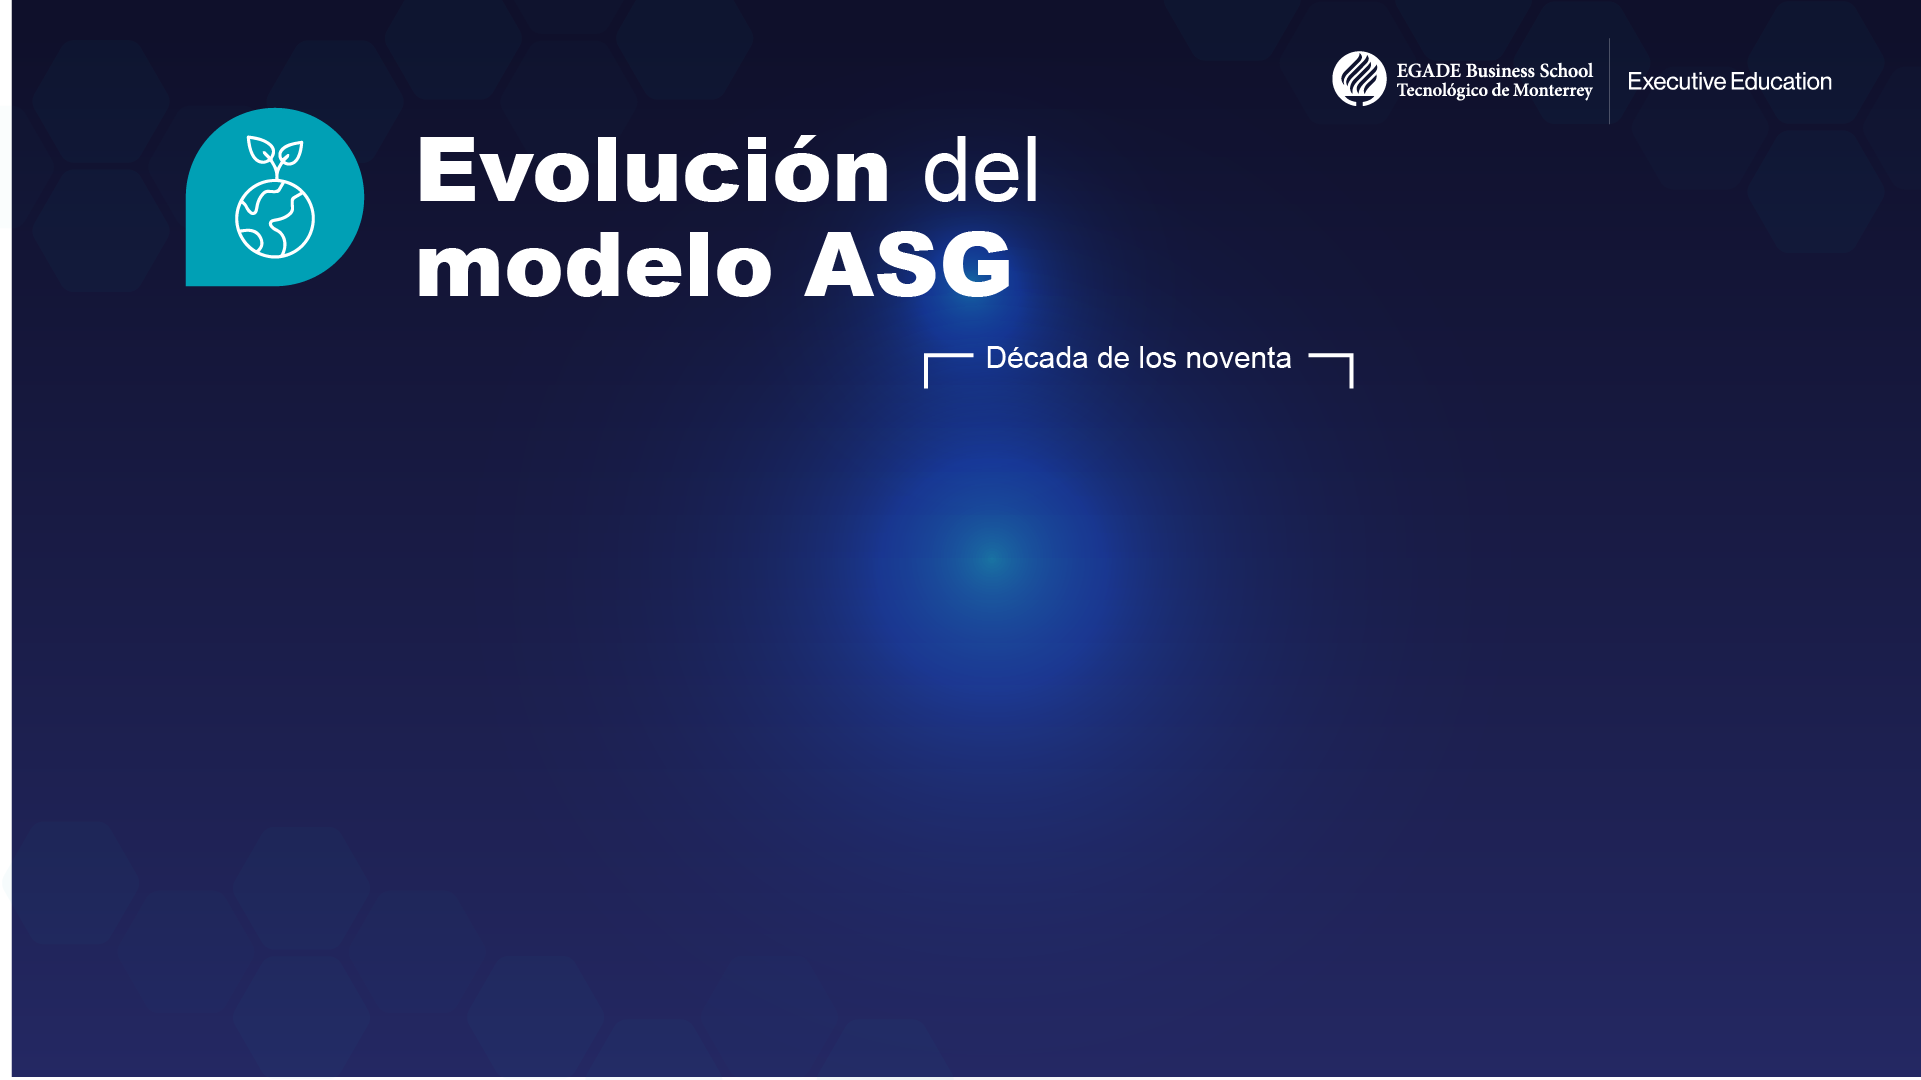 EGADE Business School
Tecnológico de Monterrey
Executive Education
Evolución del
modelo ASG
Década de los noventa